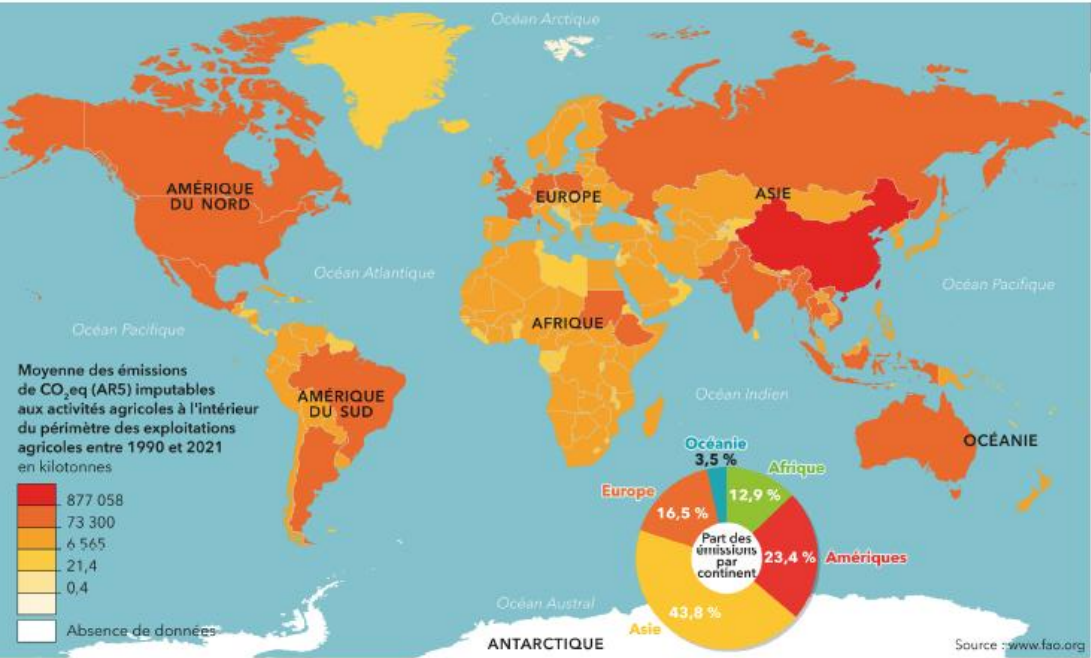 Océan Arctique
AMÉRIQUE
DU NORD
EUROPE
ASIE
Océan Atlantique
Océan Pacifique
Océan Pacifique
AFRIQUE
AMÉRIQUE
DU SUD
Océan Indien
OCÉANIE
Moyenne des émissions
de CO₂eq (AR5) imputables
aux activités agricoles à l'intérieur
du périmètre des exploitations
agricoles entre 1990 et 2021
en kilotonnes
877 058
73 300
6 565
21,4
0,4
Absence de données
Océanie
3,5 %
Afrique
12,9 %
Europe
16,5 %
Part des
émissions
par
continent
23,4 %
Amériques
43,8 %
Asie
Océan Austral
ANTARCTIQUE
Source : www.fao.org